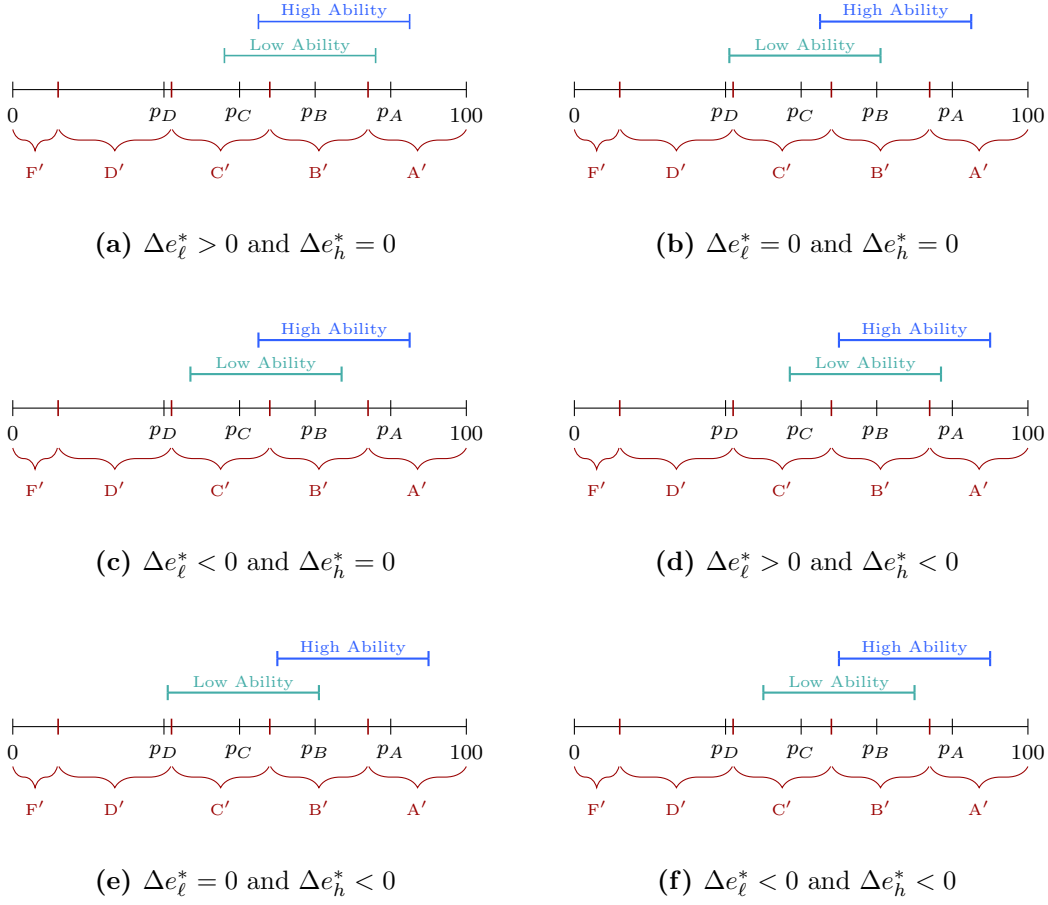 High Ability
Low Ability
0 p_D p_C p_B p_A 100
F′ D′ C′ B′ A′
(a) Δe*_ℓ > 0 and Δe*_h = 0
High Ability
Low Ability
0 p_D p_C p_B p_A 100
F′ D′ C′ B′ A′
(b) Δe*_ℓ = 0 and Δe*_h = 0
High Ability
Low Ability
0 p_D p_C p_B p_A 100
F′ D′ C′ B′ A′
(c) Δe*_ℓ < 0 and Δe*_h = 0
High Ability
Low Ability
0 p_D p_C p_B p_A 100
F′ D′ C′ B′ A′
(d) Δe*_ℓ > 0 and Δe*_h < 0
High Ability
Low Ability
0 p_D p_C p_B p_A 100
F′ D′ C′ B′ A′
(e) Δe*_ℓ = 0 and Δe*_h < 0
High Ability
Low Ability
0 p_D p_C p_B p_A 100
F′ D′ C′ B′ A′
(f) Δe*_ℓ < 0 and Δe*_h < 0